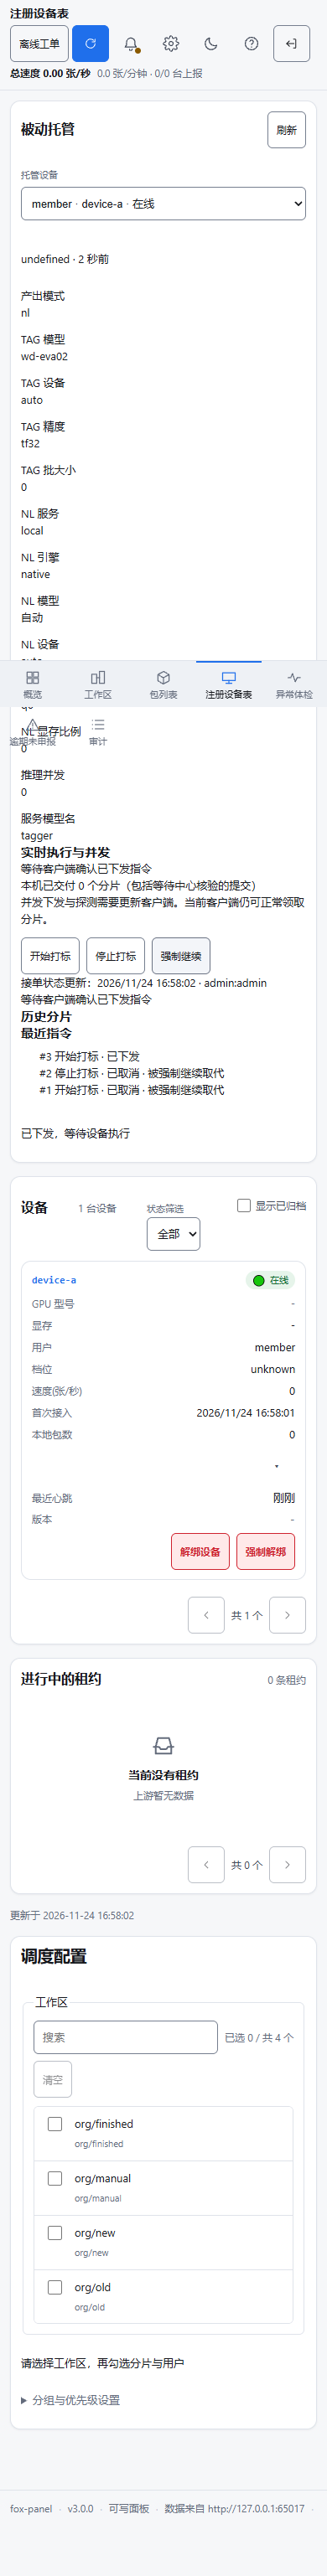 注册设备表
离线工单
总速度 0.00 张/秒 0.0 张/分钟 · 0/0 台上报
被动托管
刷新
托管设备
member · device-a · 在线
undefined · 2 秒前
产出模式
nl
TAG 模型
wd-eva02
TAG 设备
auto
TAG 精度
tf32
TAG 批大小
0
NL 服务
local
NL 引擎
native
NL 模型
自动
NL 设备
概览
工作区
包列表
注册设备表
异常体检
NL 显存比例
0
逾期未审报
审计
推理并发
0
服务模型名
tagger
实时执行与并发
等待客户端确认已下发指令
本机已交付 0 个分片（包括等待中心核验的提交）
并发下发与探测需要更新客户端。当前客户端仍可正常领取
分片。
开始打标
停止打标
强制继续
接单状态更新：2026/11/24 16:58:02 · admin:admin
等待客户端确认已下发指令
历史分片
最近指令
#3 开始打标 · 已下发
#2 停止打标 · 已取消 · 被强制继续取代
#1 开始打标 · 已取消 · 被强制继续取代
已下发，等待设备执行
设备
1 台设备
状态筛选
全部
显示已归档
device-a
在线
GPU 型号 -
显存 -
用户 member
档位 unknown
速度(张/秒) 0
首次接入 2026/11/24 16:58:01
本地包数 0
最近心跳 刚刚
版本 -
解绑设备
强制解绑
共 1 个
进行中的租约
0 条租约
当前没有租约
上游暂无数据
共 0 个
更新于 2026-11-24 16:58:02
调度配置
工作区
搜索
已选 0 / 共 4 个
清空
org/finished
org/finished
org/manual
org/manual
org/new
org/new
org/old
org/old
请选择工作区，再勾选分片与用户
分组与优先级设置
fox-panel · v3.0.0 · 可写面板 · 数据来自 http://127.0.0.1:65017 ·